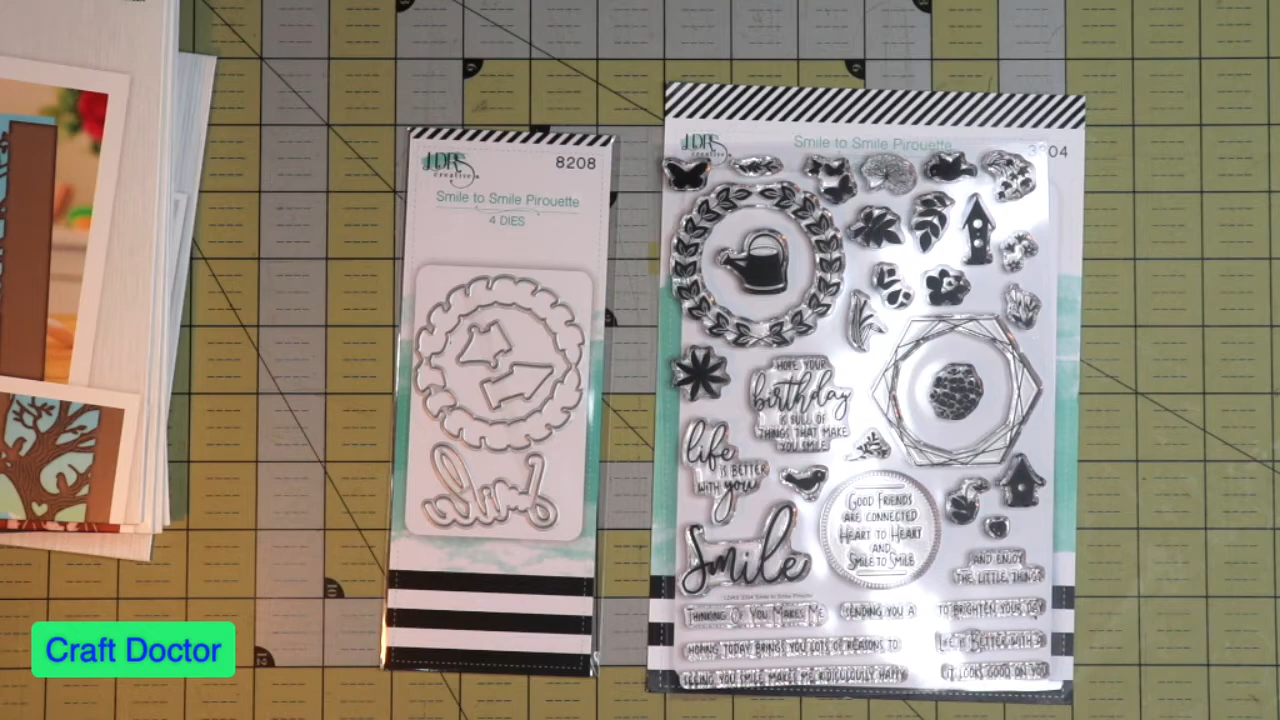 LDRS
creative
8208
Smile to Smile Pirouette
4 DIES
smile
LDRS
creative
Smile to Smile Pirouette
HOPE YOUR
birthday
IS FULL OF
THINGS THAT MAKE
YOU SMILE
life
IS BETTER
WITH you
GOOD FRIENDS
ARE CONNECTED
HEART TO HEART
AND
SMILE TO SMILE
smile
AND ENJOY
THE LITTLE THINGS
THINKING OF YOU MAKES ME
SENDING YOU A
TO BRIGHTEN YOUR DAY
HOPING TODAY BRINGS YOU LOTS OF REASONS TO
LIFE IS BETTER WITH A
SEEING YOU SMILE MAKES ME RIDICULOUSLY HAPPY
IT LOOKS GOOD ON YOU
Craft Doctor
10
12